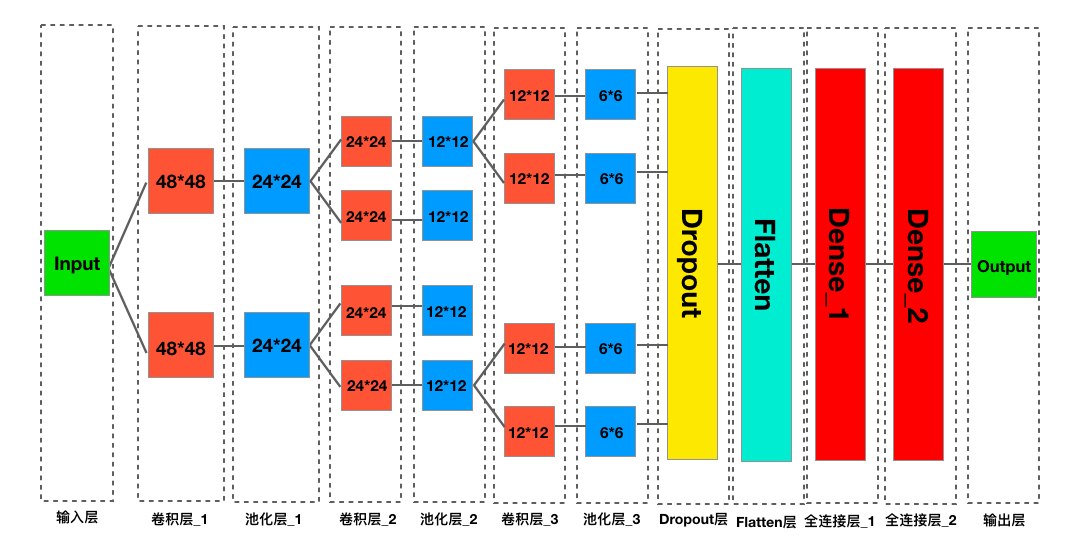 Input
48*48
48*48
24*24
24*24
24*24
24*24
24*24
24*24
12*12
12*12
12*12
12*12
12*12
12*12
12*12
12*12
6*6
6*6
6*6
6*6
Dropout
Flatten
Dense_1
Dense_2
Output
输入层
卷积层_1
池化层_1
卷积层_2
池化层_2
卷积层_3
池化层_3
Dropout层
Flatten层
全连接层_1
全连接层_2
输出层